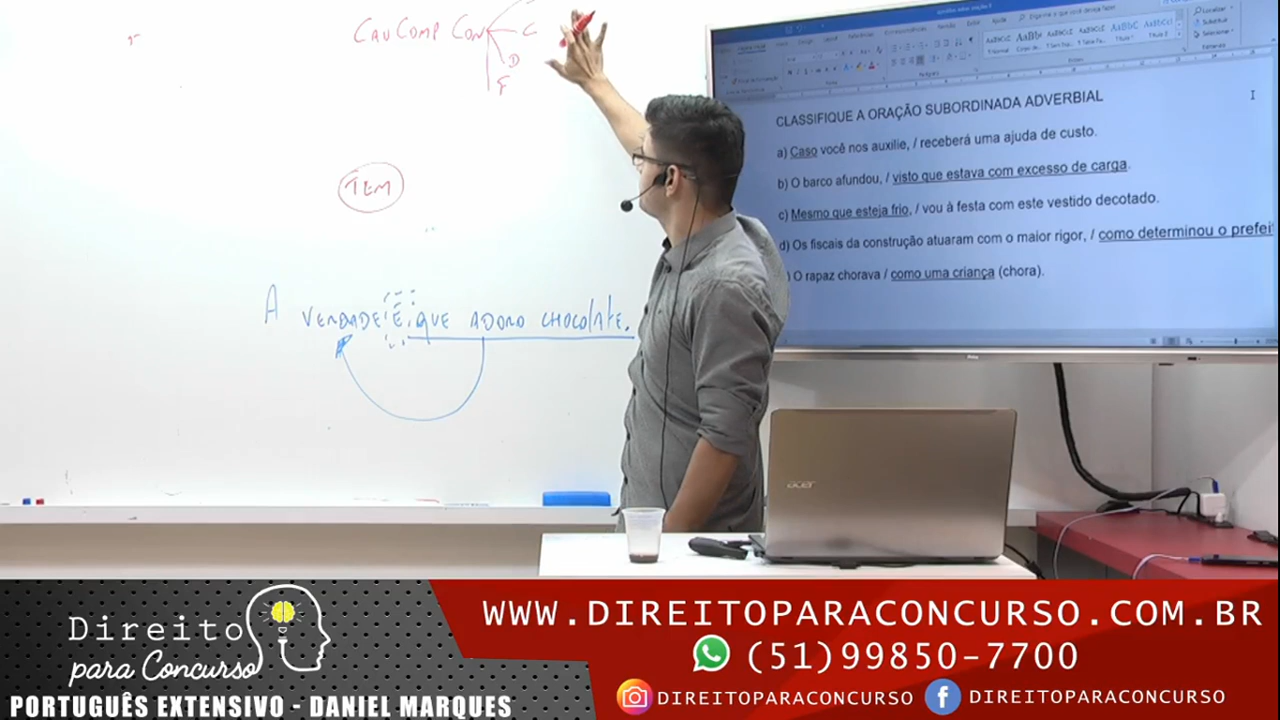 CAU COMP CON
C
D
F
TEM
A VERDADE É QUE ADORO CHOCOLATE.
CLASSIFIQUE A ORAÇÃO SUBORDINADA ADVERBIAL
a) Caso você nos auxilie, / receberá uma ajuda de custo.
b) O barco afundou, / visto que estava com excesso de carga.
c) Mesmo que esteja frio, / vou à festa com este vestido decotado.
d) Os fiscais da construção atuaram com o maior rigor, / como determinou o prefei
) O rapaz chorava / como uma criança (chora).
acer
Direito
para Concurso
PORTUGUÊS EXTENSIVO - DANIEL MARQUES
WWW.DIREITOPARACONCURSO.COM.BR
(51)99850-7700
DIREITOPARACONCURSO
DIREITOPARACONCURSO